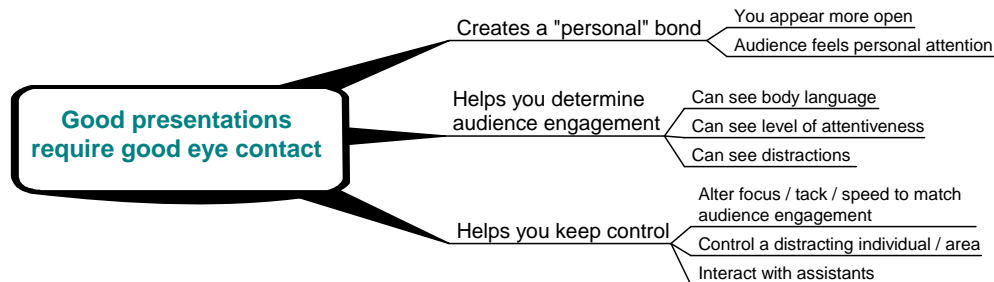 Good presentations
require good eye contact
Creates a "personal" bond
You appear more open
Audience feels personal attention
Helps you determine
audience engagement
Can see body language
Can see level of attentiveness
Can see distractions
Helps you keep control
Alter focus / tack / speed to match
audience engagement
Control a distracting individual / area
Interact with assistants